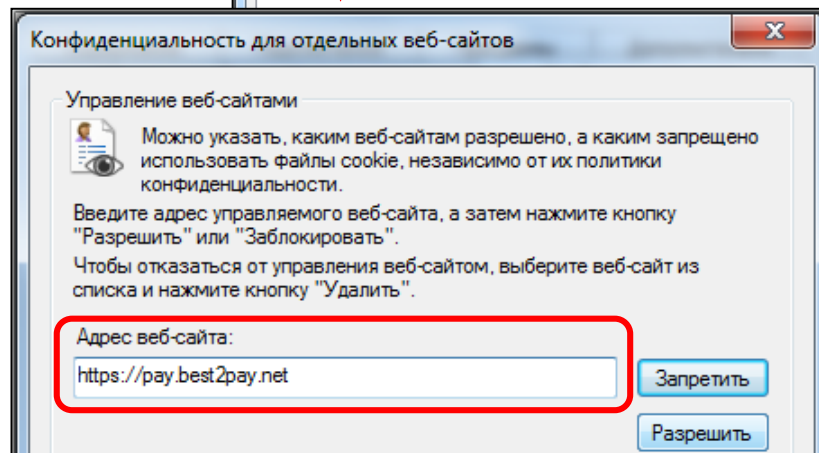 Конфиденциальность для отдельных веб-сайтов
Управление веб-сайтами
Можно указать, каким веб-сайтам разрешено, а каким запрещено
использовать файлы cookie, независимо от их политики
конфиденциальности.
Введите адрес управляемого веб-сайта, а затем нажмите кнопку
"Разрешить" или "Заблокировать".
Чтобы отказаться от управления веб-сайтом, выберите веб-сайт из
списка и нажмите кнопку "Удалить".
Адрес веб-сайта:
https://pay.best2pay.net
Запретить
Разрешить